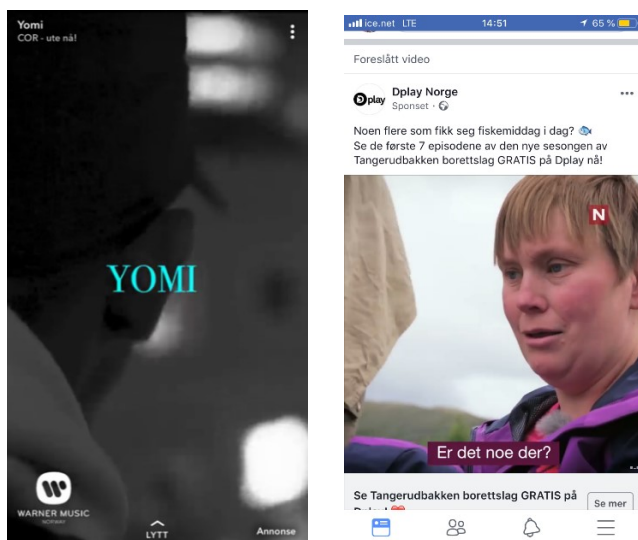 Yomi
COR - ute nå!
YOMI
WARNER MUSIC
NORWAY
LYTT
Annonse
ice.net LTE 14:51 65 %
Foreslått video
Dplay Dplay Norge
Sponset
Noen flere som fikk seg fiskemiddag i dag?
Se de første 7 episodene av den nye sesongen av
Tangerudbakken borettslag GRATIS på Dplay nå!
N
Er det noe der?
Se Tangerudbakken borettslag GRATIS på
Se mer